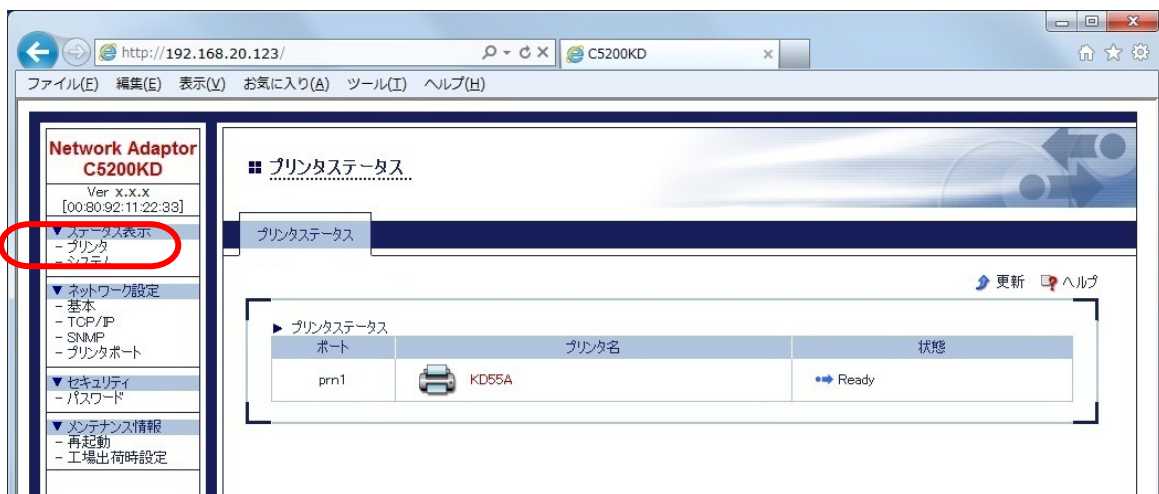 http://192.168.20.123/
C5200KD
ファイル(F) 編集(E) 表示(V) お気に入り(A) ツール(T) ヘルプ(H)
Network Adaptor
C5200KD
Ver x.x.x
[00:80:92:11:22:33]
▼ステータス表示
- プリンタ
- システム
▼ネットワーク設定
- 基本
- TCP/IP
- SNMP
- プリンタポート
▼セキュリティ
- パスワード
▼メンテナンス情報
- 再起動
- 工場出荷時設定
プリンタステータス
プリンタステータス
更新 ヘルプ
プリンタステータス
ポート プリンタ名 状態
prn1 KD55A Ready